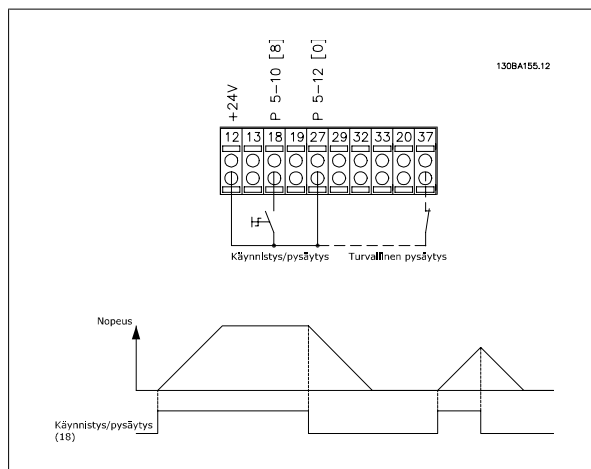 130BA155.12
+24V
P 5-10 [8]
P 5-12 [0]
12 13 18 19 27 29 32 33 20 37
Käynnistys/pysäytys Turvallinen pysäytys
Nopeus
Käynnistys/pysäytys
(18)